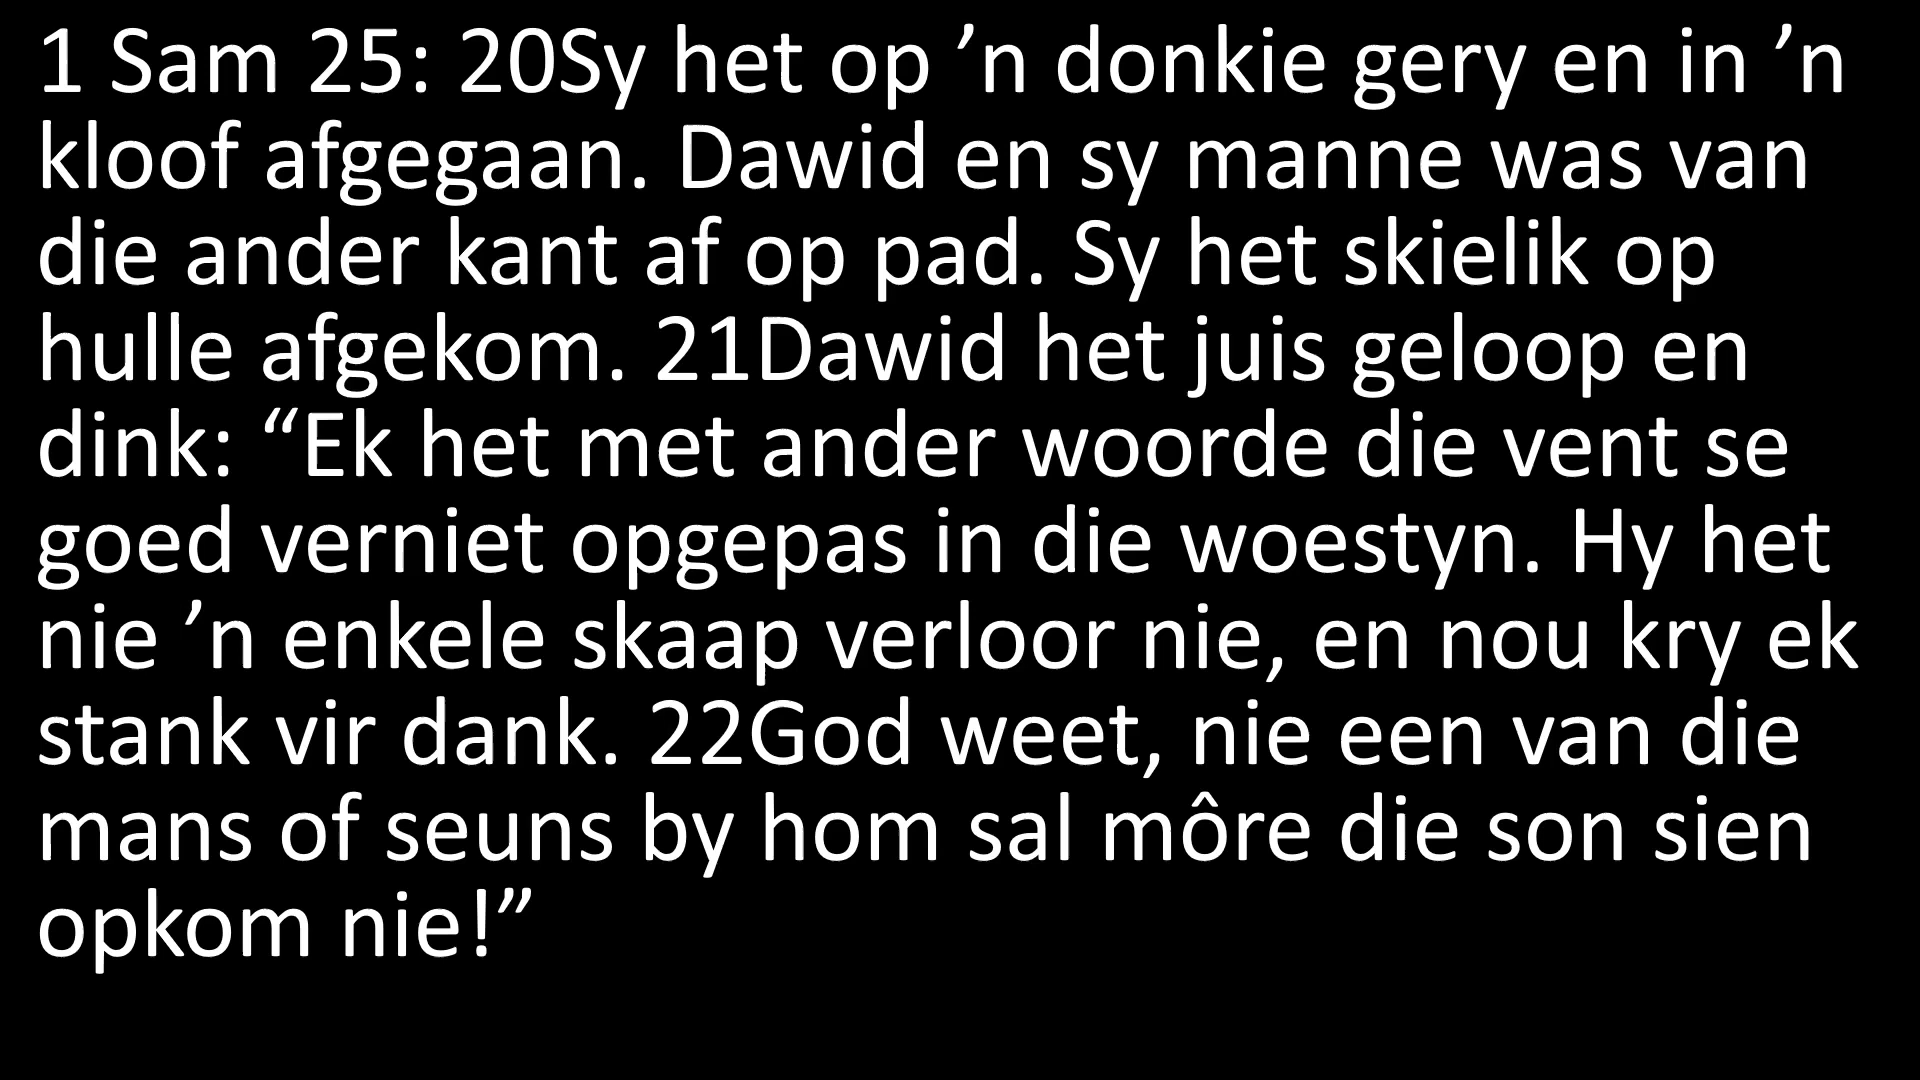 1 Sam 25: 20Sy het op ’n donkie gery en in ’n
kloof afgegaan. Dawid en sy manne was van
die ander kant af op pad. Sy het skielik op
hulle afgekom. 21Dawid het juis geloop en
dink: “Ek het met ander woorde die vent se
goed verniet opgepas in die woestyn. Hy het
nie ’n enkele skaap verloor nie, en nou kry ek
stank vir dank. 22God weet, nie een van die
mans of seuns by hom sal môre die son sien
opkom nie!”